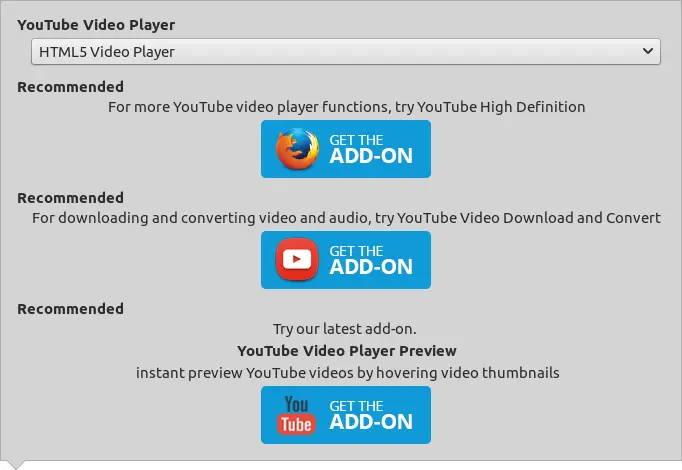 YouTube Video Player
HTML5 Video Player
Recommended
For more YouTube video player functions, try YouTube High Definition
GET THE
ADD-ON
Recommended
For downloading and converting video and audio, try YouTube Video Download and Convert
GET THE
ADD-ON
Recommended
Try our latest add-on.
YouTube Video Player Preview
instant preview YouTube videos by hovering video thumbnails
You
Tube
GET THE
ADD-ON